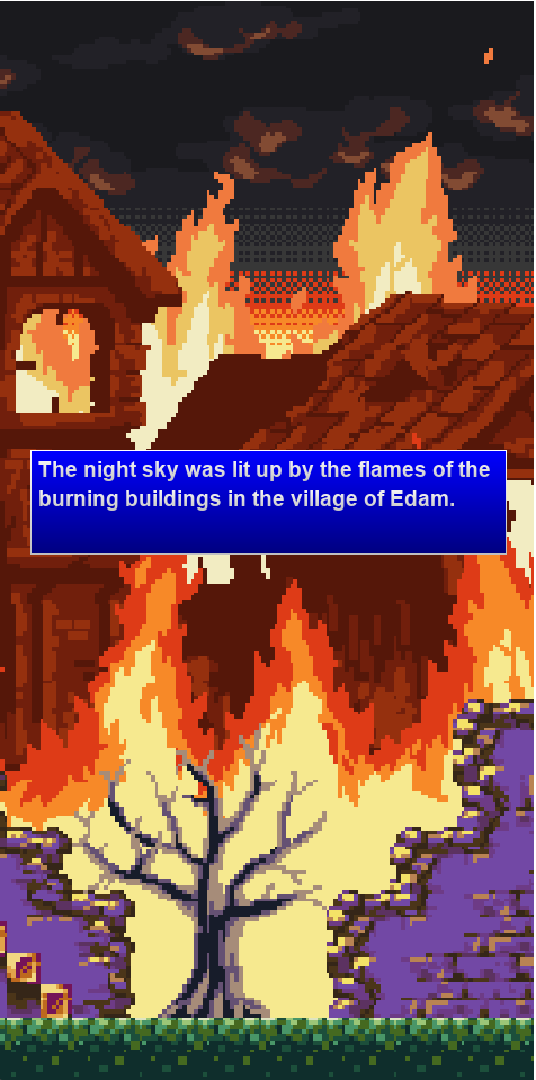 The night sky was lit up by the flames of the
burning buildings in the village of Edam.